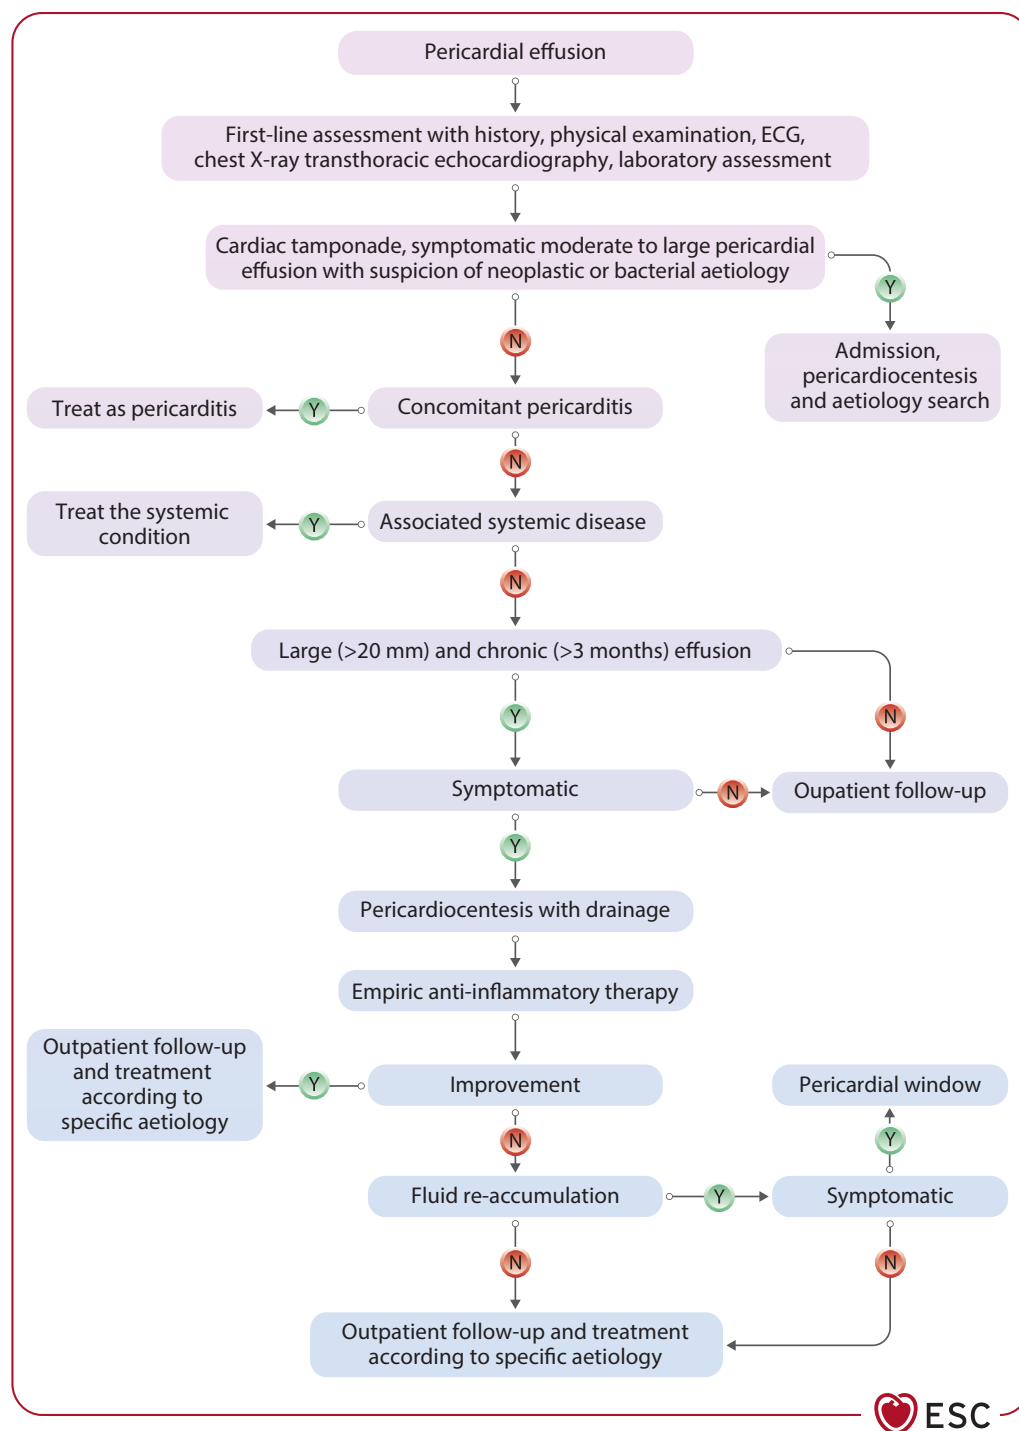 Pericardial effusion
First-line assessment with history, physical examination, ECG,
chest X-ray transthoracic echocardiography, laboratory assessment
Cardiac tamponade, symptomatic moderate to large pericardial
effusion with suspicion of neoplastic or bacterial aetiology
Y
Admission,
pericardiocentesis
and aetiology search
N
Treat as pericarditis
Y
Concomitant pericarditis
N
Treat the systemic
condition
Y
Associated systemic disease
N
Large (>20 mm) and chronic (>3 months) effusion
Y
N
Symptomatic
N
Oupatient follow-up
Y
Pericardiocentesis with drainage
Empiric anti-inflammatory therapy
Outpatient follow-up
and treatment
according to
specific aetiology
Y
Improvement
Pericardial window
N
Y
Fluid re-accumulation
Y
Symptomatic
N
N
Outpatient follow-up and treatment
according to specific aetiology
ESC